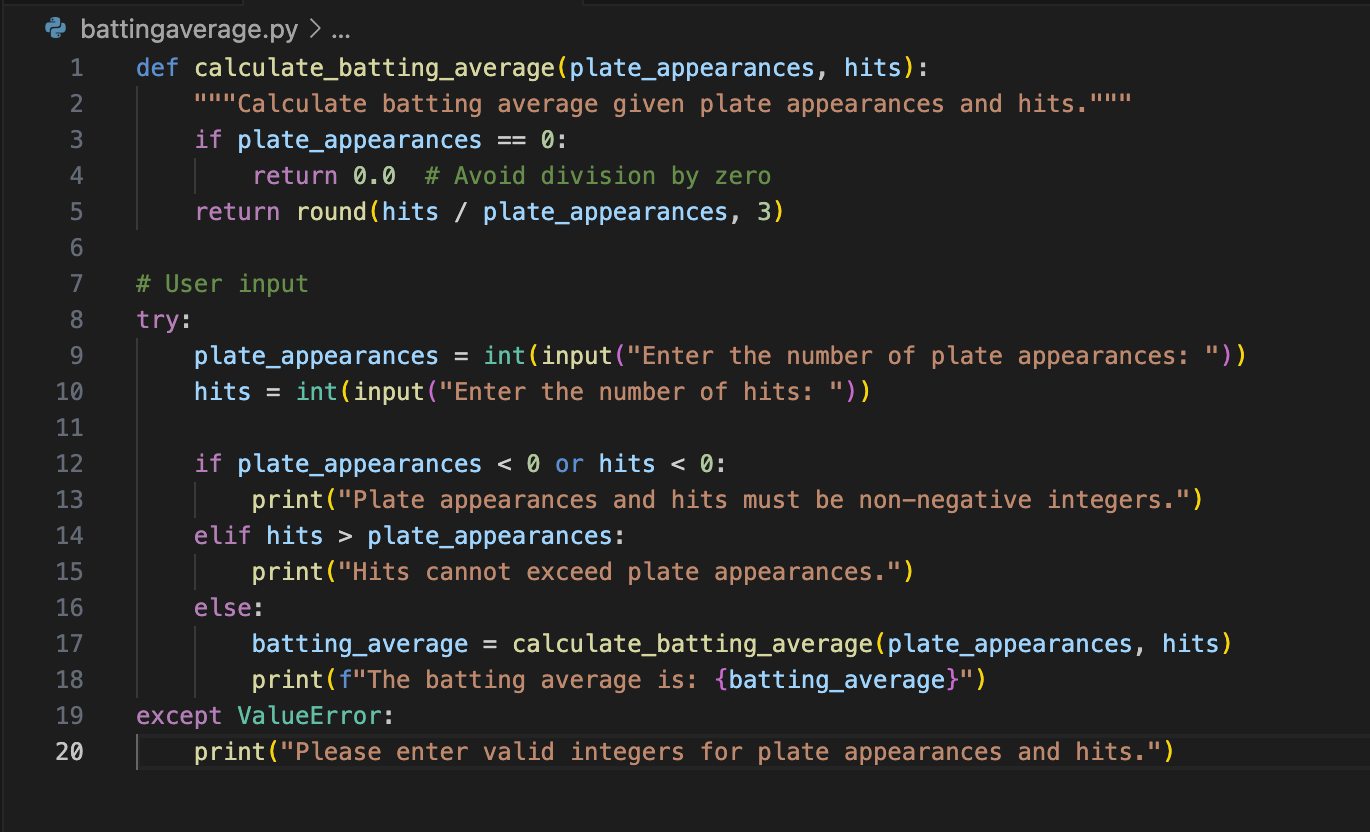 battingaverage.py > ...
1 def calculate_batting_average(plate_appearances, hits):
2     """Calculate batting average given plate appearances and hits."""
3     if plate_appearances == 0:
4         return 0.0  # Avoid division by zero
5     return round(hits / plate_appearances, 3)
6
7 # User input
8 try:
9     plate_appearances = int(input("Enter the number of plate appearances: "))
10     hits = int(input("Enter the number of hits: "))
11
12     if plate_appearances < 0 or hits < 0:
13         print("Plate appearances and hits must be non-negative integers.")
14     elif hits > plate_appearances:
15         print("Hits cannot exceed plate appearances.")
16     else:
17         batting_average = calculate_batting_average(plate_appearances, hits)
18         print(f"The batting average is: {batting_average}")
19 except ValueError:
20     print("Please enter valid integers for plate appearances and hits.")